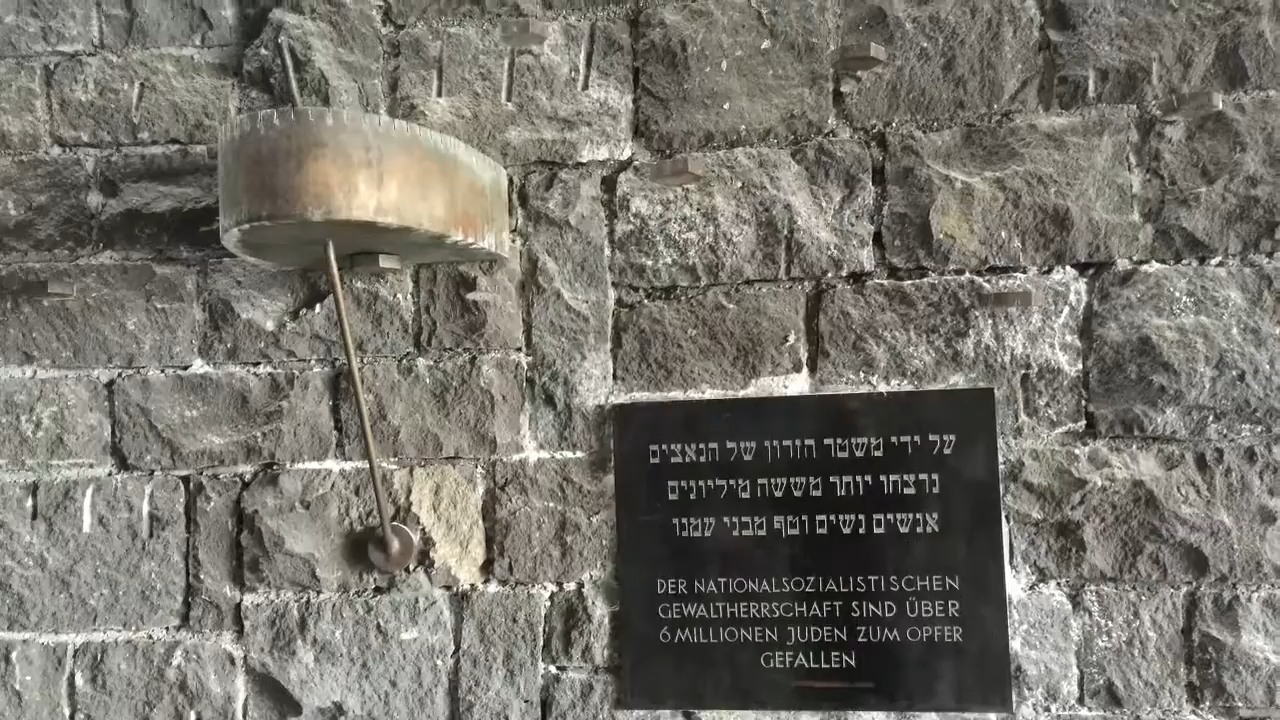 על ידי משטר הזדון של הנאצים
נרצחו יותר מששה מיליונים
אנשים נשים וטף מבני עמנו
DER NATIONALSOZIALISTISCHEN
GEWALTHERRSCHAFT SIND ÜBER
6 MILLIONEN JUDEN ZUM OPFER
GEFALLEN